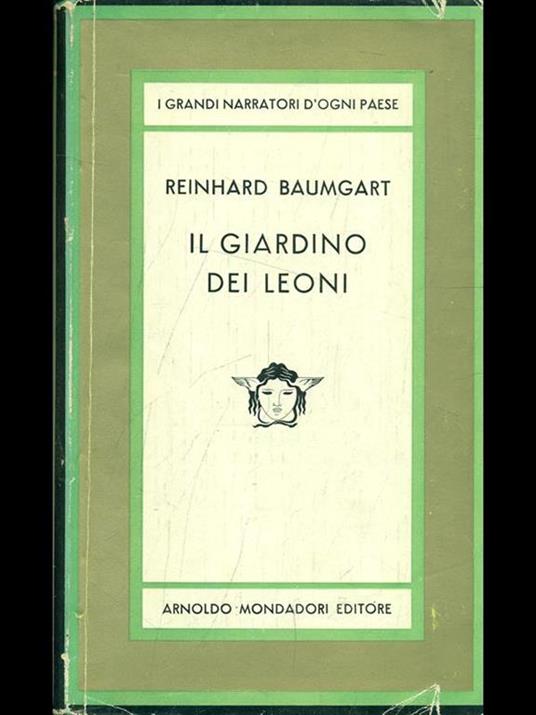 I GRANDI NARRATORI D'OGNI PAESE
REINHARD BAUMGART
IL GIARDINO
DEI LEONI
ARNOLDO MONDADORI EDITORE